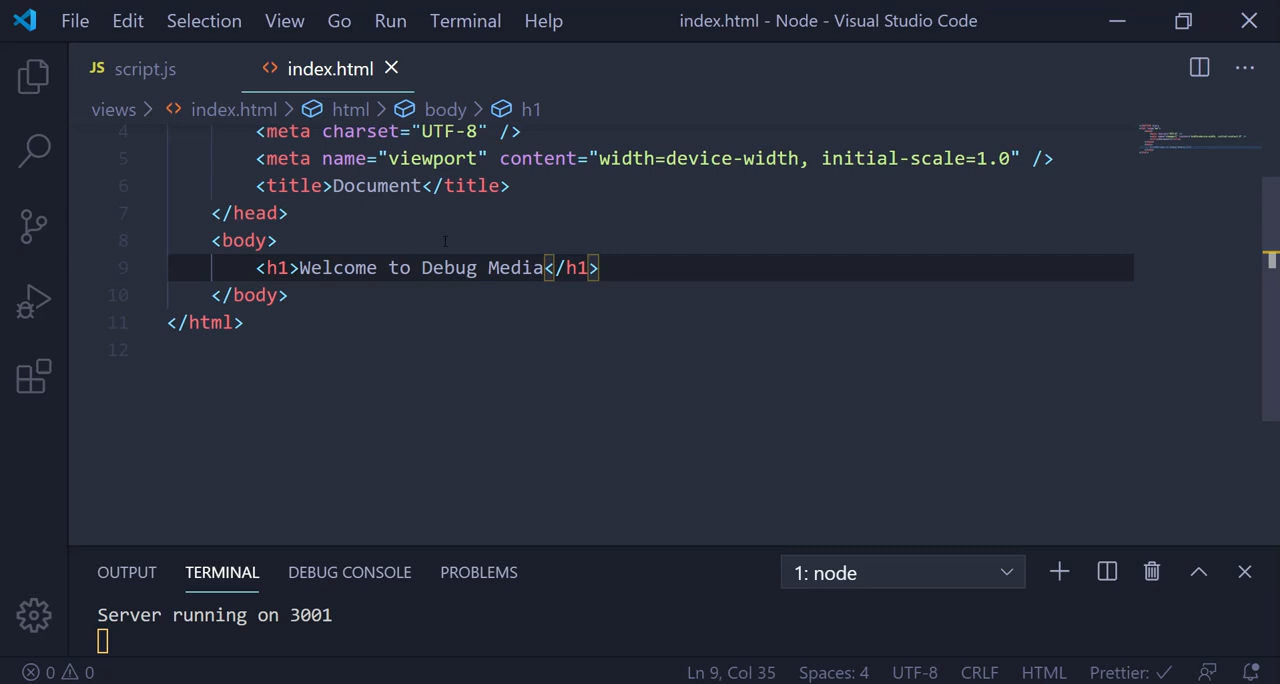 File Edit Selection View Go Run Terminal Help index.html - Node - Visual Studio Code
JS script.js <> index.html
views > <> index.html > html > body > h1
4 <meta charset="UTF-8" />
5 <meta name="viewport" content="width=device-width, initial-scale=1.0" />
6 <title>Document</title>
7 </head>
8 <body>
9 <h1>Welcome to Debug Media</h1>
10 </body>
11 </html>
12
OUTPUT TERMINAL DEBUG CONSOLE PROBLEMS 1: node
Server running on 3001
0 0 Ln 9, Col 35 Spaces: 4 UTF-8 CRLF HTML Prettier: ✓